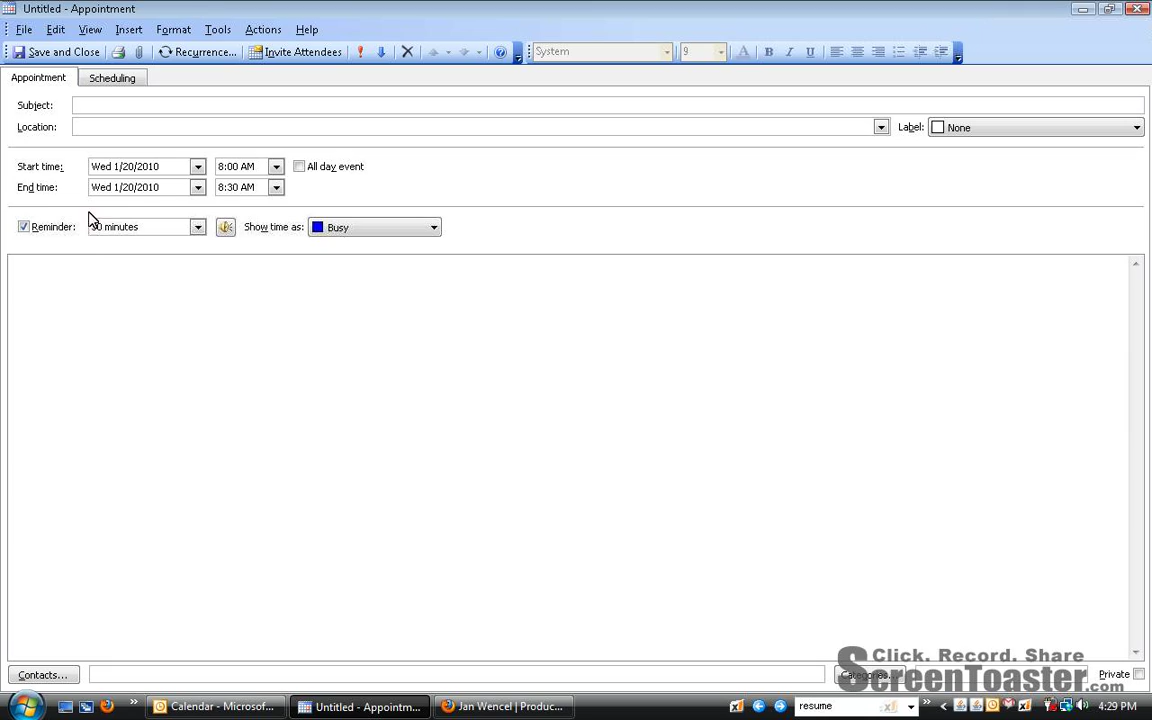 Untitled - Appointment
File Edit View Insert Format Tools Actions Help
Save and Close Recurrence... Invite Attendees System 9 A B I U
Appointment Scheduling
Subject:
Location: Label: None
Start time: Wed 1/20/2010 8:00 AM All day event
End time: Wed 1/20/2010 8:30 AM
Reminder: minutes Show time as: Busy
Click. Record. Share
ScreenToaster.com
Contacts... Categories... Private
Calendar - Microsof... Untitled - Appointm... Jan Wencel | Produc... resume 4:29 PM